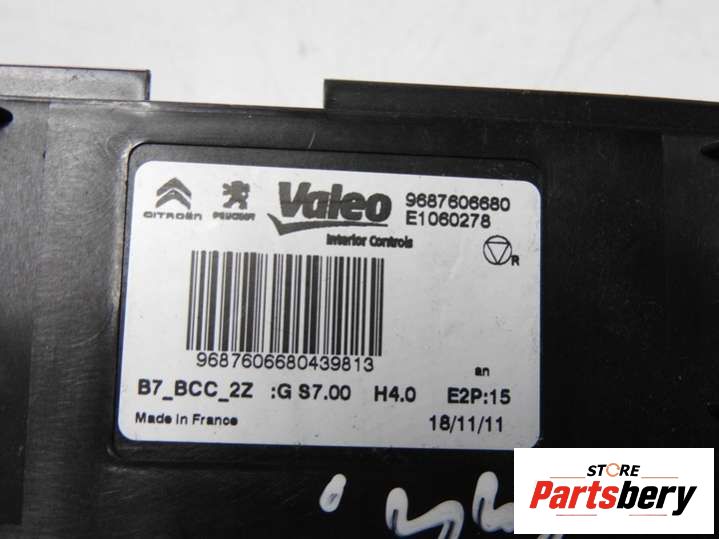 CITROËN PEUGEOT Valeo 9687606680
E1060278
Interior Controls
R
9687606680439813
an
B7_BCC_2Z :G S7.00 H4.0 E2P:15
Made in France 18/11/11
STORE
Partsbery